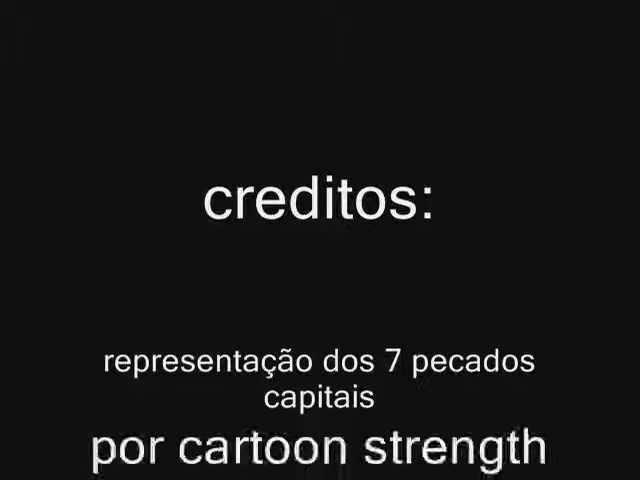 creditos:
representação dos 7 pecados
capitais
por cartoon strength